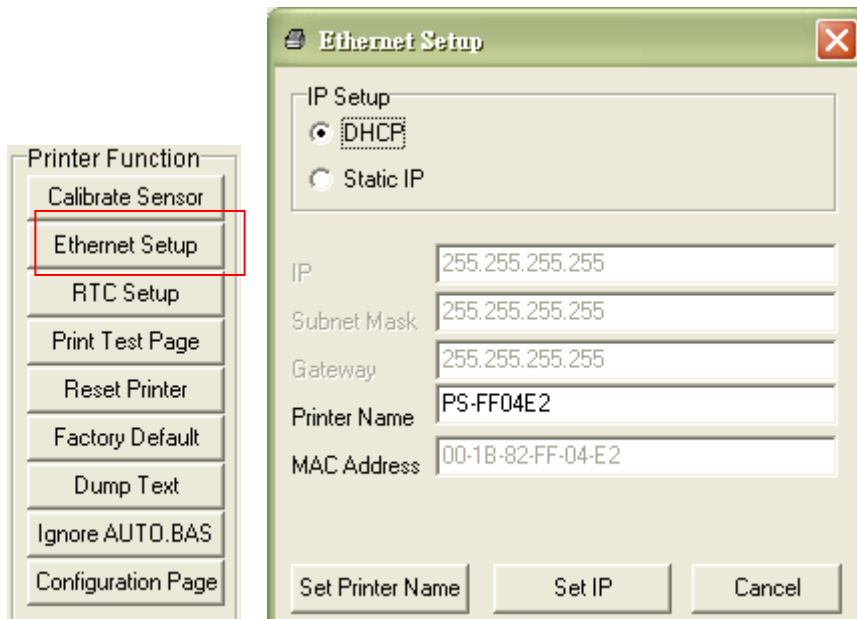 Printer Function
Calibrate Sensor
Ethernet Setup
RTC Setup
Print Test Page
Reset Printer
Factory Default
Dump Text
Ignore AUTO.BAS
Configuration Page
Ethernet Setup
IP Setup
DHCP
Static IP
IP 255.255.255.255
Subnet Mask 255.255.255.255
Gateway 255.255.255.255
Printer Name PS-FF04E2
MAC Address 00-1B-82-FF-04-E2
Set Printer Name Set IP Cancel